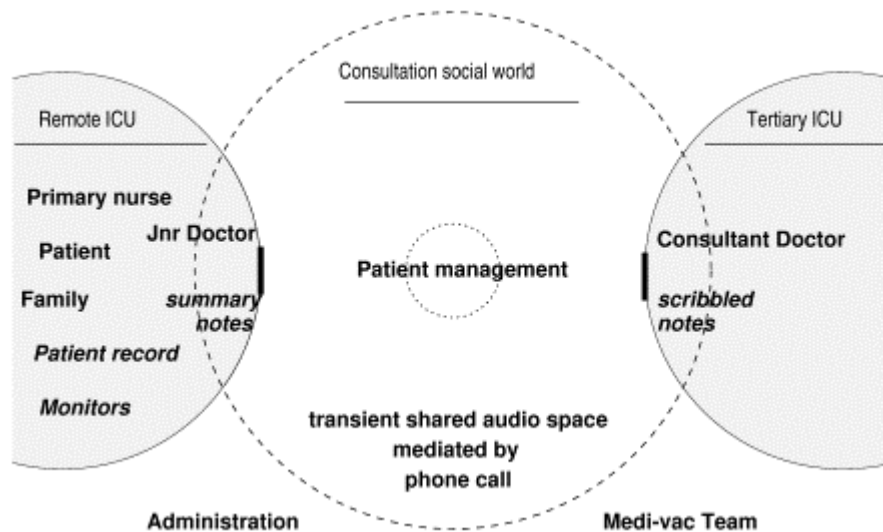 Consultation social world
Remote ICU
Tertiary ICU
Primary nurse
Jnr Doctor
Consultant Doctor
Patient
Patient management
Family
summary
notes
scribbled
notes
Patient record
Monitors
transient shared audio space
mediated by
phone call
Administration
Medi-vac Team